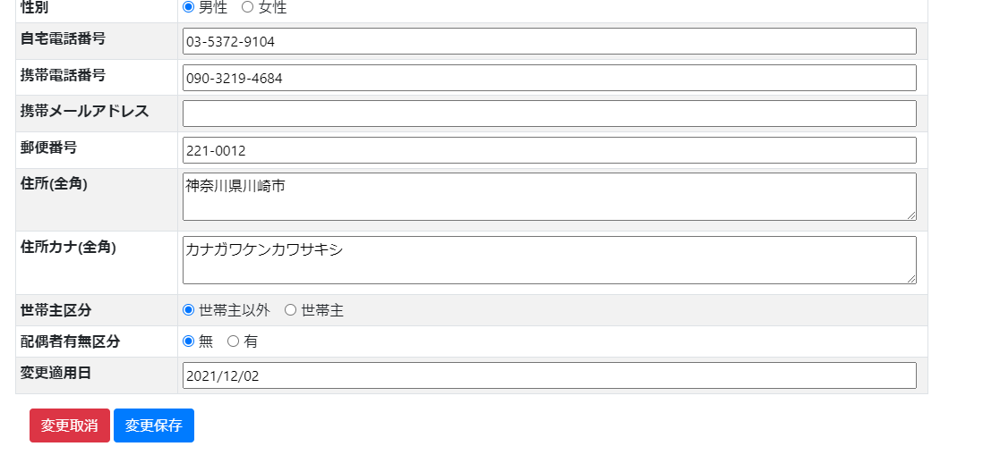 性別 男性 女性
自宅電話番号 03-5372-9104
携帯電話番号 090-3219-4684
携帯メールアドレス
郵便番号 221-0012
住所(全角) 神奈川県川崎市
住所カナ(全角) カナガワケンカワサキシ
世帯主区分 世帯主以外 世帯主
配偶者有無区分 無 有
変更適用日 2021/12/02
変更取消 変更保存